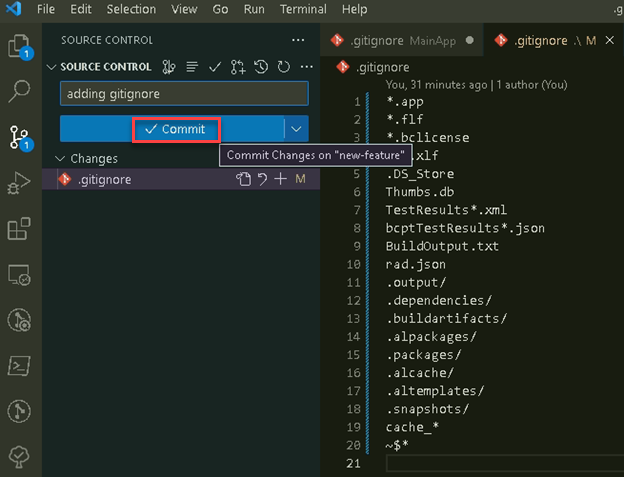 File Edit Selection View Go Run Terminal Help .g
SOURCE CONTROL ...
SOURCE CONTROL ...
adding gitignore
Commit
Commit Changes on "new-feature"
Changes
.gitignore M
1
1
.gitignore MainApp
.gitignore .\ M
.gitignore
You, 31 minutes ago | 1 author (You)
1 *.app
2 *.flf
3 *.bclicense
.xlf
5 .DS_Store
6 Thumbs.db
7 TestResults*.xml
8 bcptTestResults*.json
9 BuildOutput.txt
10 rad.json
11 .output/
12 .dependencies/
13 .buildartifacts/
14 .alpackages/
15 .packages/
16 .alcache/
17 .altemplates/
18 .snapshots/
19 cache_*
20 ~$*
21